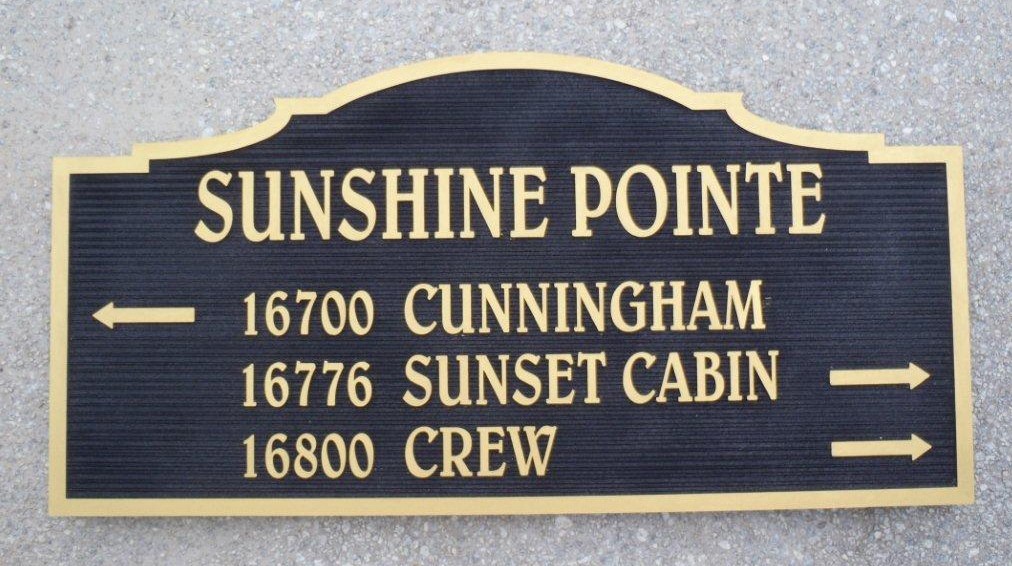 SUNSHINE POINTE
16700 CUNNINGHAM
16776 SUNSET CABIN
16800 CREW